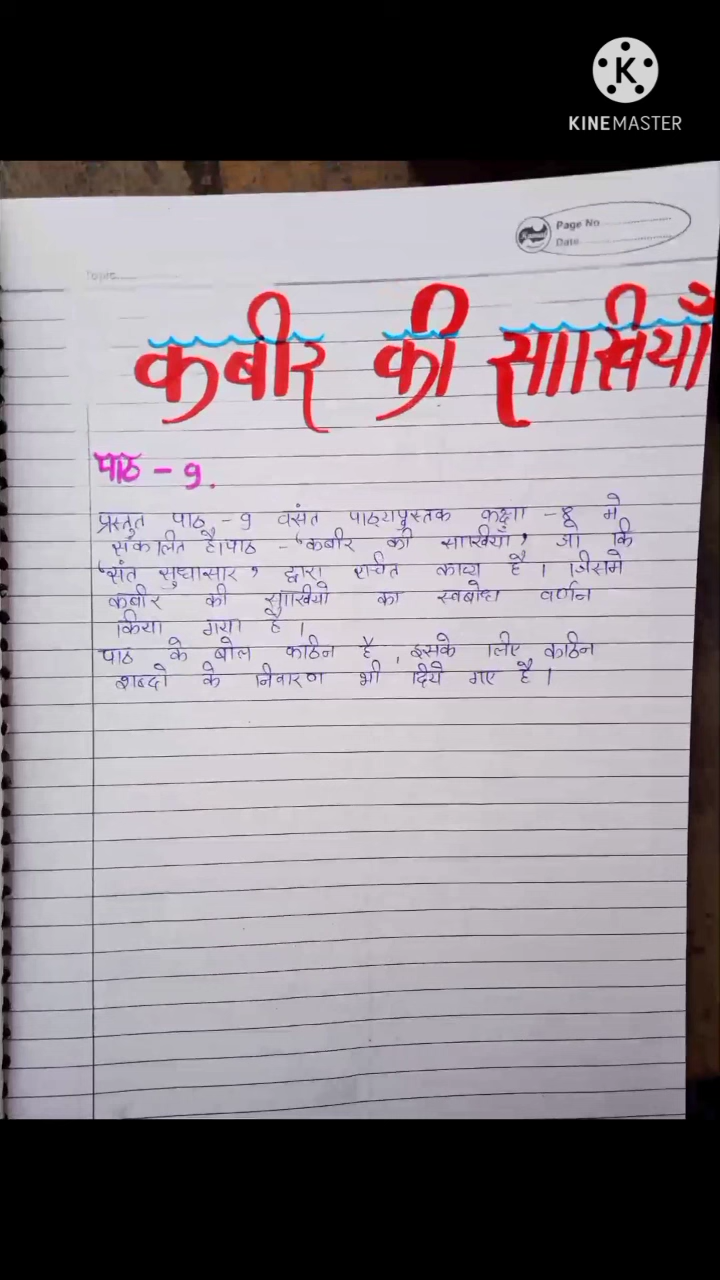 KINEMASTER
Page No
Date
Topic
कबीर की साखियाँ
पाठ - 9.
प्रस्तुत पाठ - 9 वसंत पाठ्यपुस्तक कक्षा - 8 मे
संकलित है। पाठ - 'कबीर की साखियाँ' जो कि
'संत सुधासार' द्वारा रचित काव्य है । जिसमे
कबीर की साखियो का स्वबोध वर्णन
किया गया है ।
पाठ के बोल कठिन है, इसके लिए कठिन
शब्दो के निवारण भी दिये गए है ।